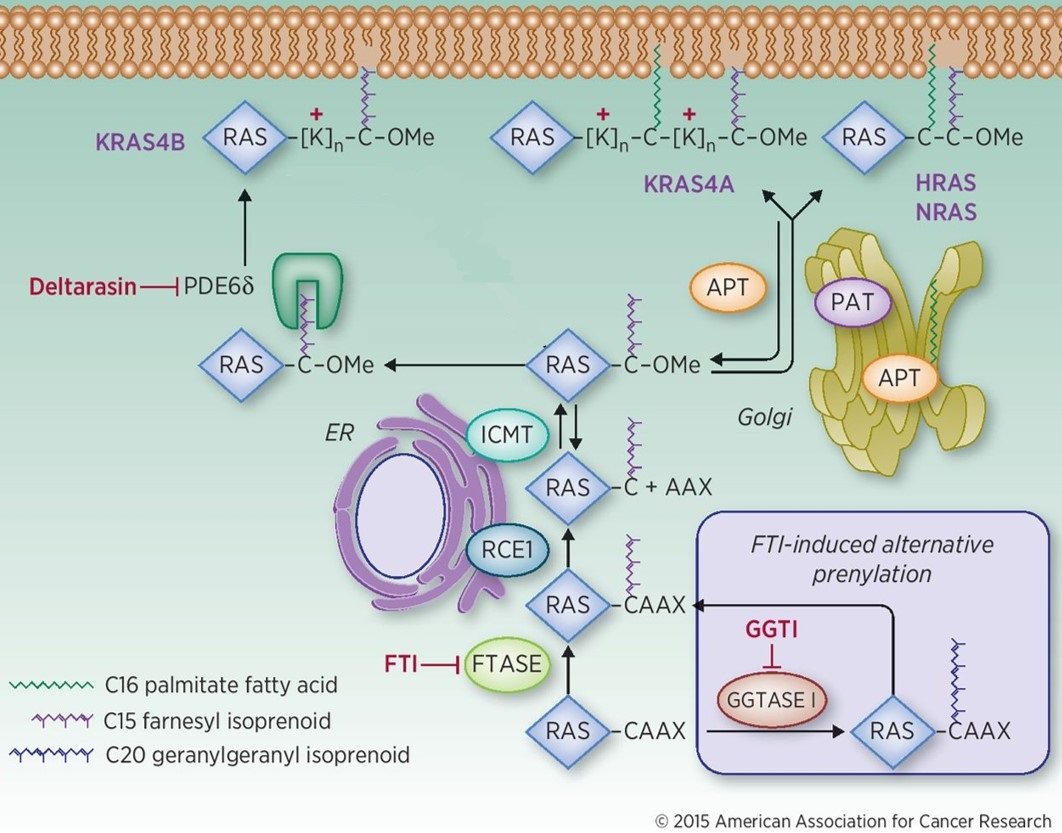 KRAS4B
RAS
+
–[K]n–C–OMe
RAS
+ +
–[K]n–C–[K]n–C–OMe
KRAS4A
RAS
–C–C–OMe
HRAS
NRAS
Deltarasin
PDE6δ
APT
PAT
APT
Golgi
RAS
–C–OMe
RAS
–C–OMe
ER
ICMT
RAS
–C + AAX
RCE1
RAS
–CAAX
FTI-induced alternative
prenylation
GGTI
GGTASE I
RAS
–CAAX
FTI
FTASE
RAS
–CAAX
C16 palmitate fatty acid
C15 farnesyl isoprenoid
C20 geranylgeranyl isoprenoid
© 2015 American Association for Cancer Research